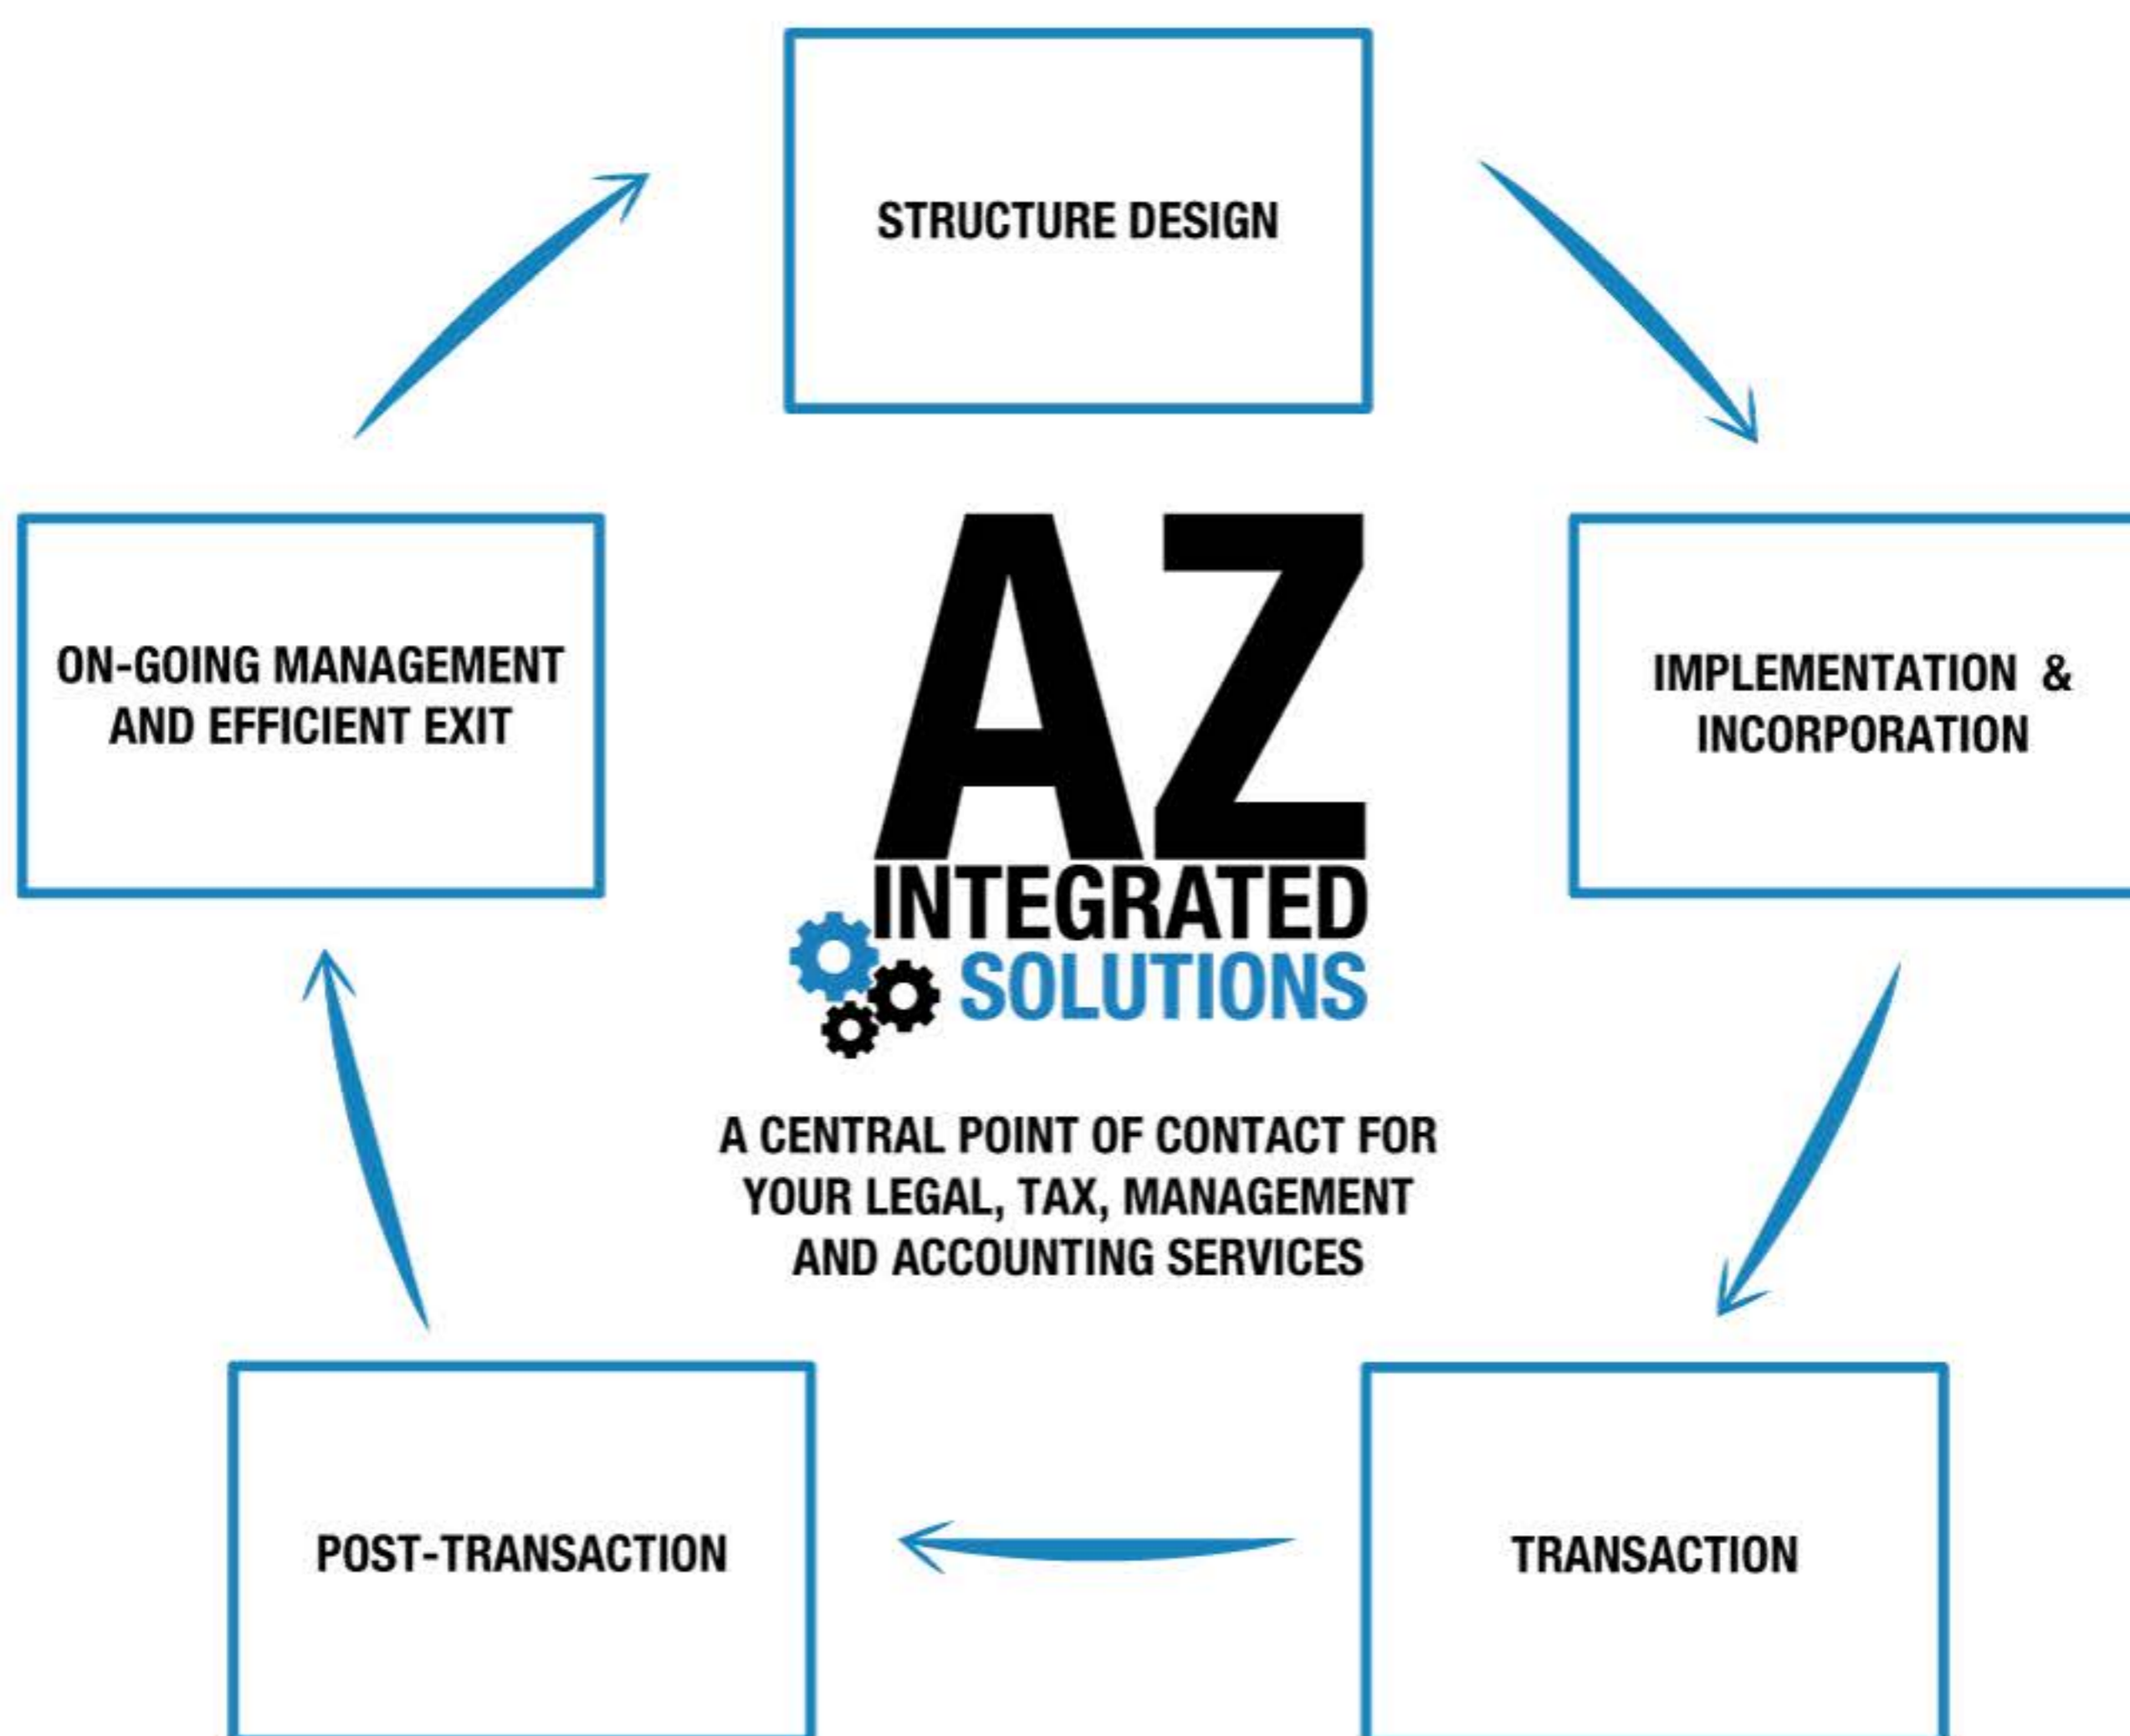 STRUCTURE DESIGN
ON-GOING MANAGEMENT
AND EFFICIENT EXIT
AZ
INTEGRATED
SOLUTIONS
IMPLEMENTATION &
INCORPORATION
A CENTRAL POINT OF CONTACT FOR
YOUR LEGAL, TAX, MANAGEMENT
AND ACCOUNTING SERVICES
POST-TRANSACTION
TRANSACTION